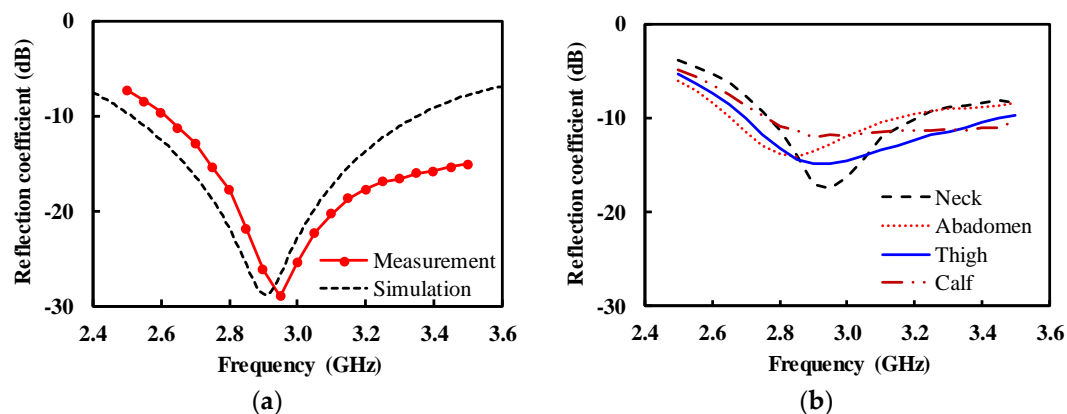 0
-10
-20
-30
2.4 2.6 2.8 3.0 3.2 3.4 3.6
Reflection coefficient (dB)
Frequency (GHz)
Measurement
Simulation
(a)
0
-10
-20
-30
2.4 2.6 2.8 3.0 3.2 3.4 3.6
Reflection coefficient (dB)
Frequency (GHz)
Neck
Abadomen
Thigh
Calf
(b)